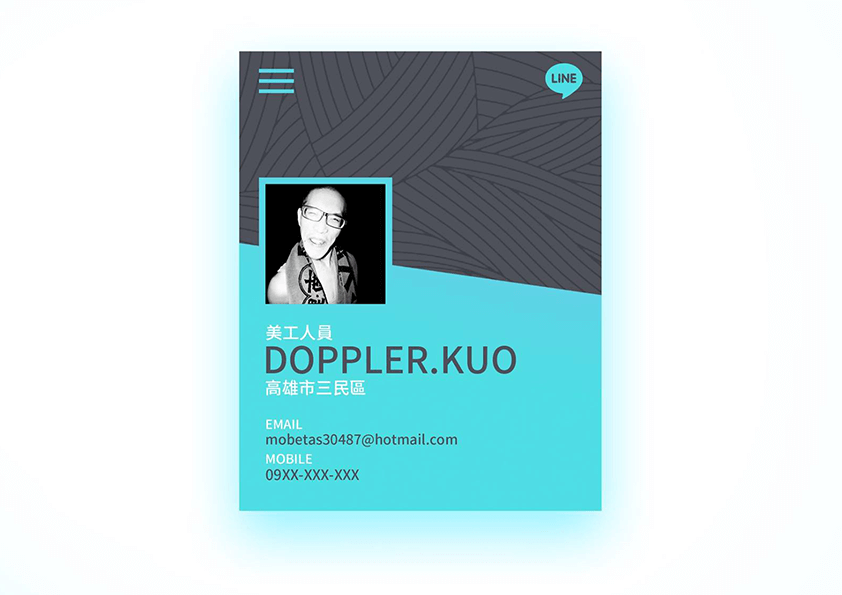 LINE
美工人員
DOPPLER.KUO
高雄市三民區
EMAIL
mobetas30487@hotmail.com
MOBILE
09XX-XXX-XXX